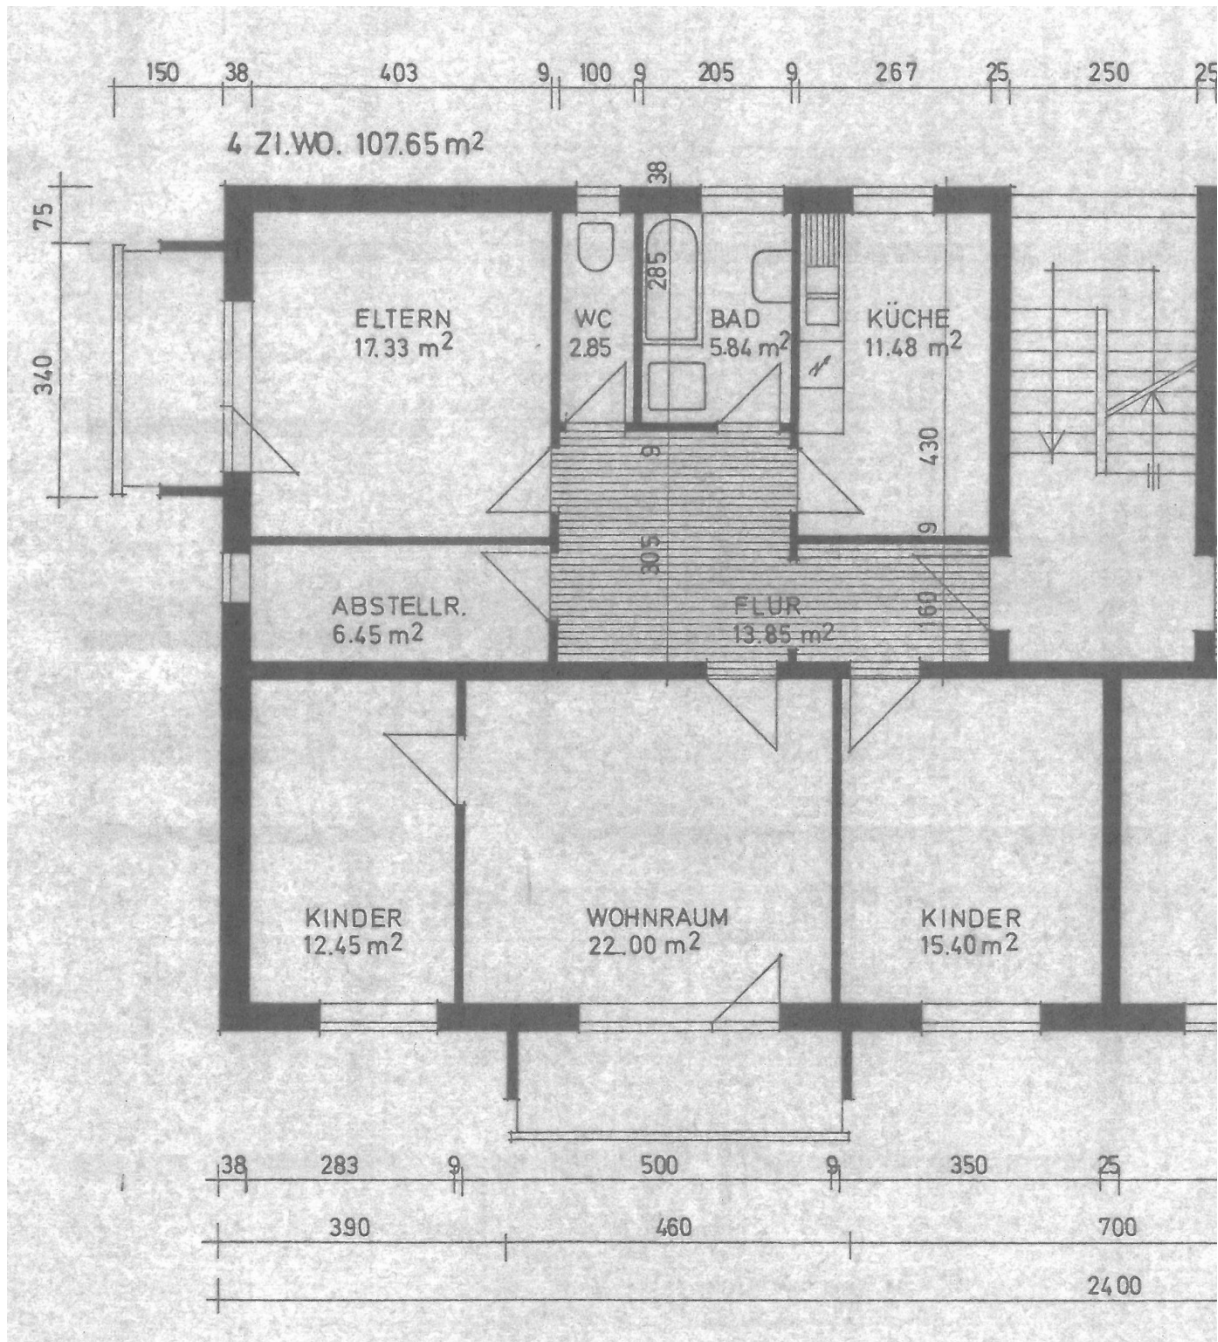 150 38 403 9 100 9 205 9 267 25 250 25
4 ZI.WO. 107.65 m²
38
75
285
ELTERN
17.33 m²
WC
2.85
BAD
5.84 m²
KÜCHE
11.48 m²
340
9
430
9
305
160
ABSTELLR.
6.45 m²
FLUR
13.85 m²
KINDER
12.45 m²
WOHNRAUM
22.00 m²
KINDER
15.40 m²
38 283 9 500 9 350 25
390 460 700
2400